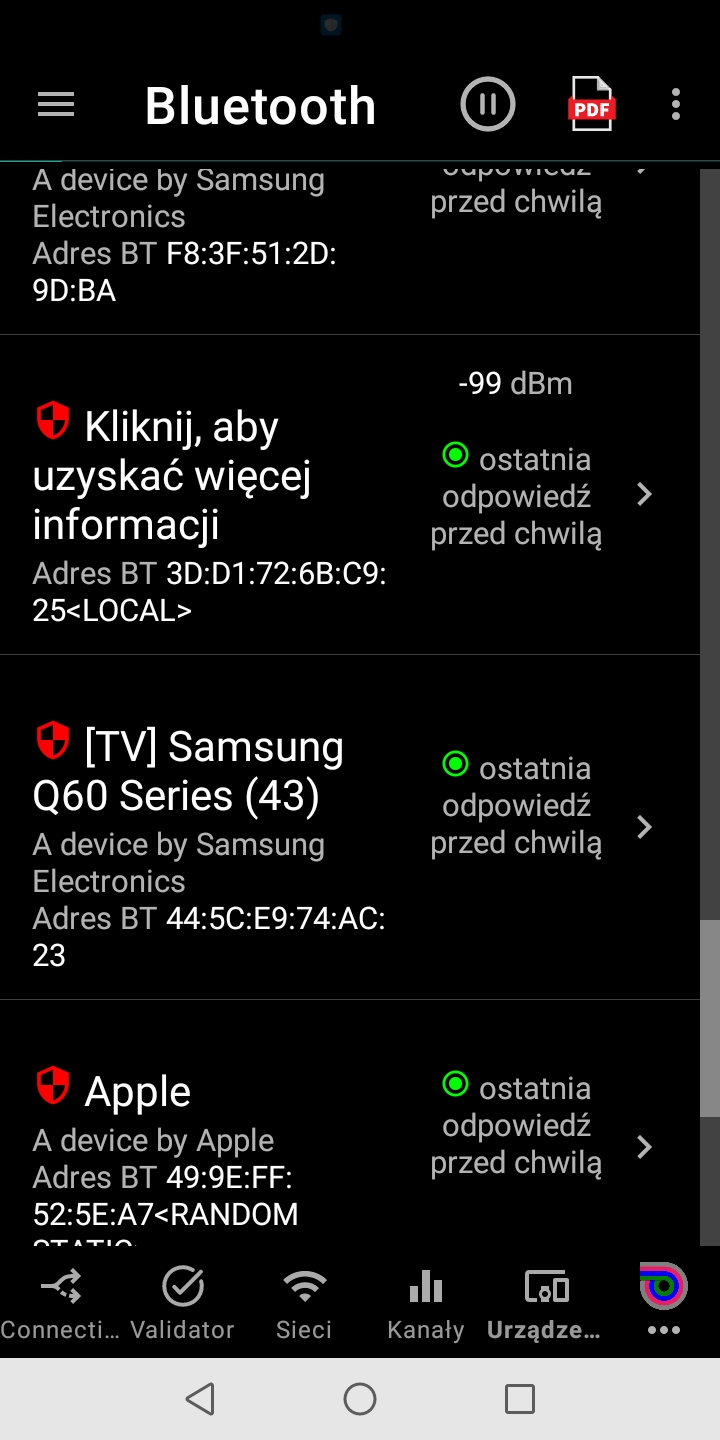 Bluetooth
PDF
A device by Samsung
Electronics
Adres BT F8:3F:51:2D:
9D:BA
odpowiedź
przed chwilą
-99 dBm
Kliknij, aby
uzyskać więcej
informacji
Adres BT 3D:D1:72:6B:C9:
25<LOCAL>
ostatnia
odpowiedź
przed chwilą
[TV] Samsung
Q60 Series (43)
A device by Samsung
Electronics
Adres BT 44:5C:E9:74:AC:
23
ostatnia
odpowiedź
przed chwilą
Apple
A device by Apple
Adres BT 49:9E:FF:
52:5E:A7<RANDOM
ostatnia
odpowiedź
przed chwilą
Connecti...
Validator
Sieci
Kanały
Urządze...